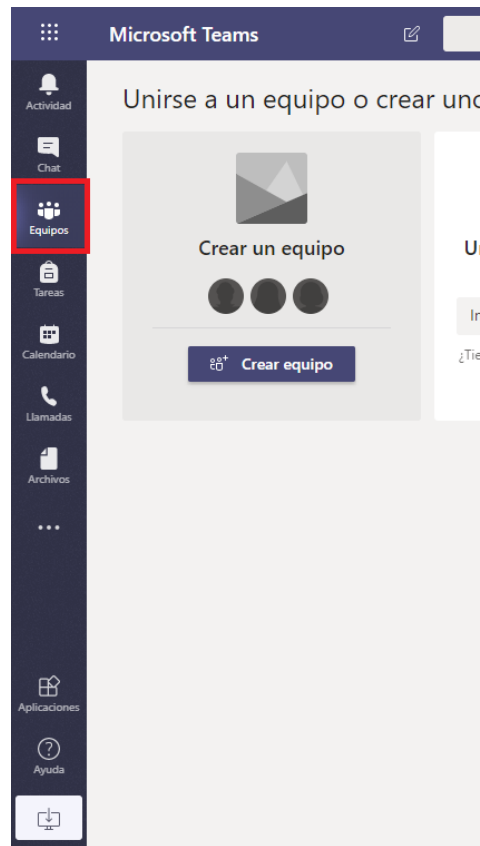 Microsoft Teams
Actividad
Chat
Equipos
Tareas
Calendario
Llamadas
Archivos
Aplicaciones
Ayuda
Unirse a un equipo o crear
Crear un equipo
Crear equipo